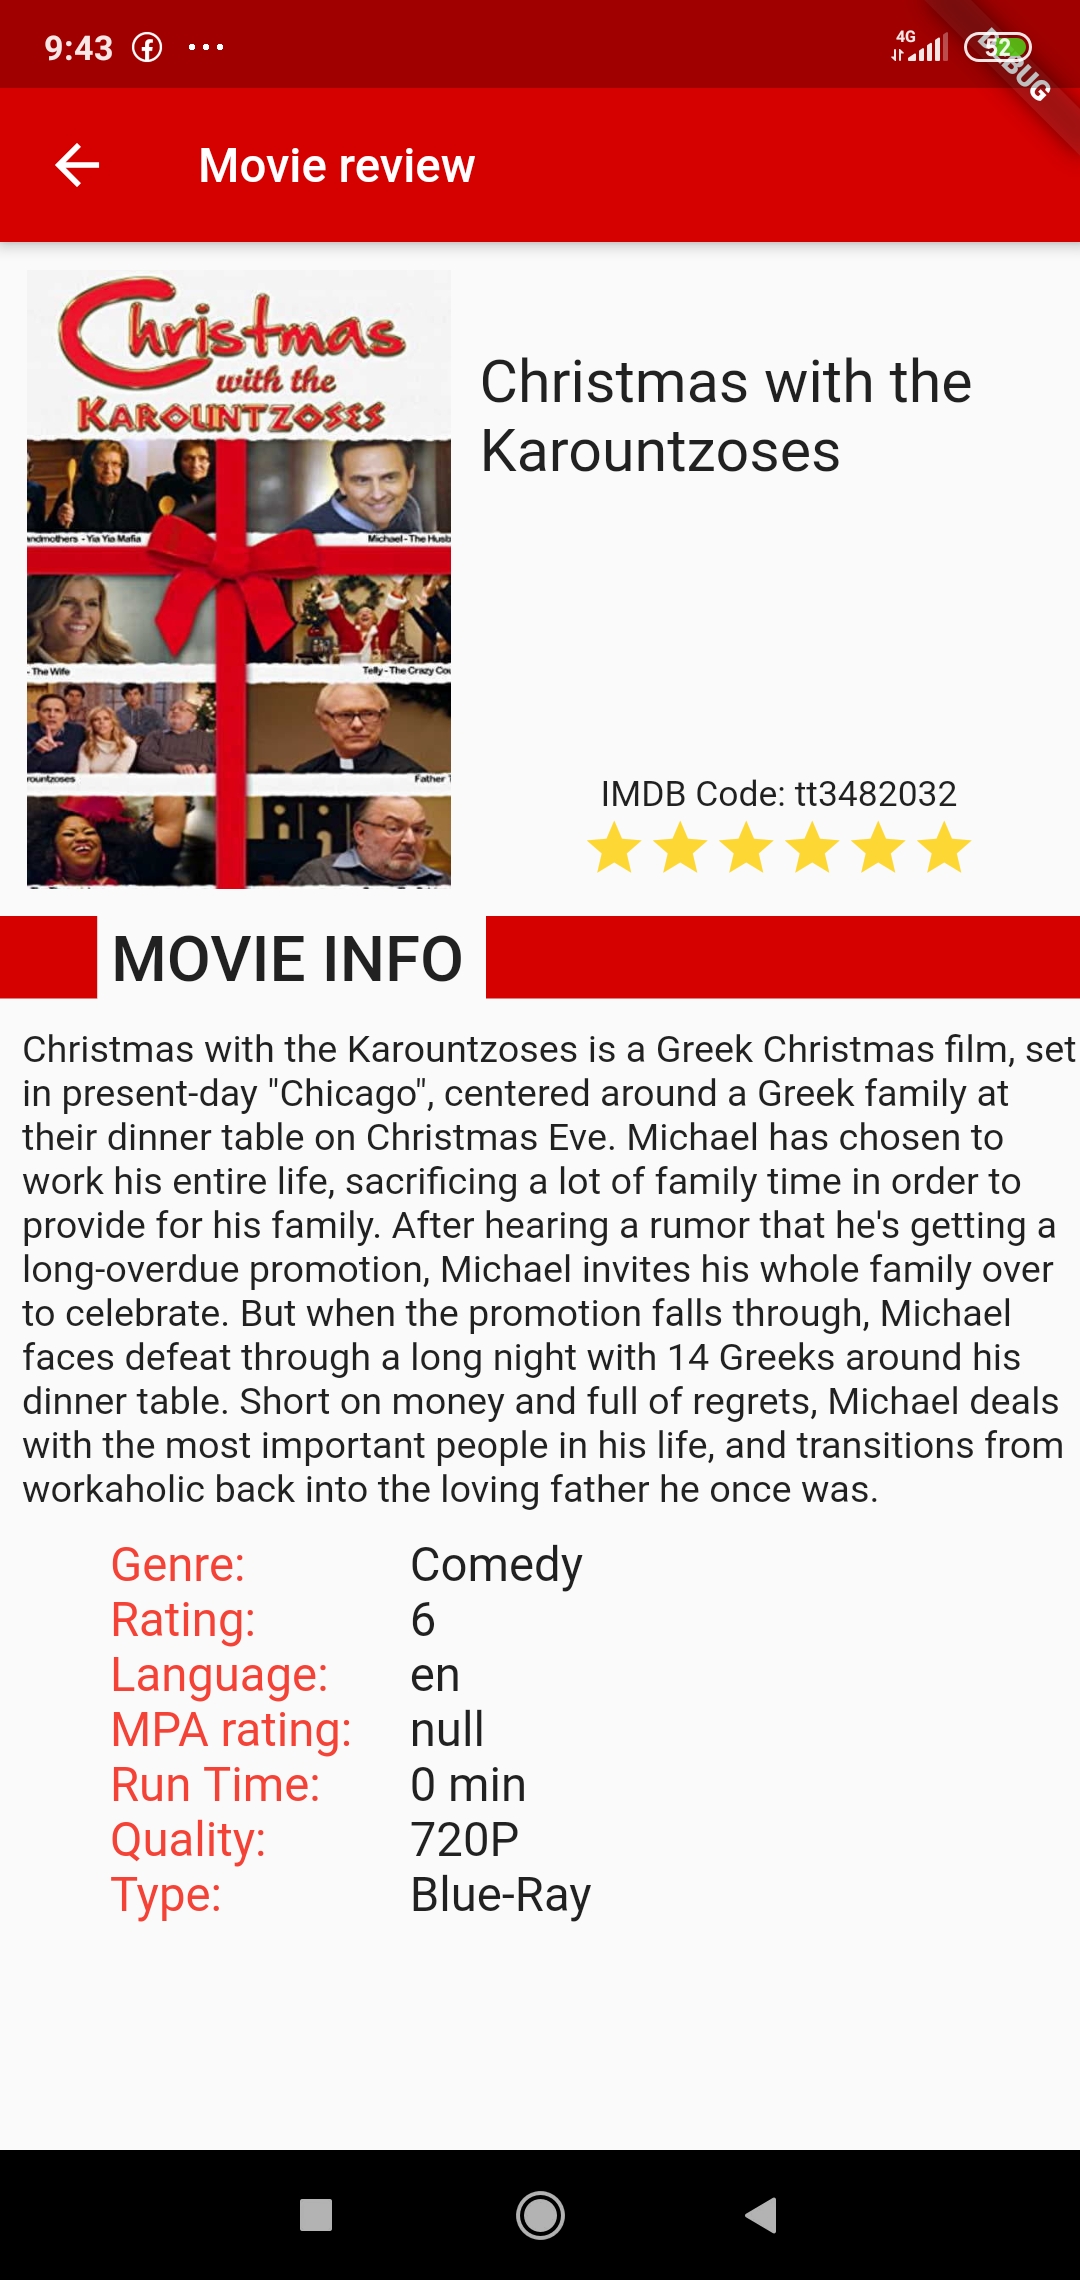 9:43
4G
52
DEBUG
Movie review
Christmas
with the
KAROUNTZOSES
ndmothers - Yia Yia Mafia
Michael - The Husb
- The Wife
Telly - The Crazy Cou
rountzoses
Father T
Christmas with the
Karountzoses
IMDB Code: tt3482032
MOVIE INFO
Christmas with the Karountzoses is a Greek Christmas film, set
in present-day "Chicago", centered around a Greek family at
their dinner table on Christmas Eve. Michael has chosen to
work his entire life, sacrificing a lot of family time in order to
provide for his family. After hearing a rumor that he's getting a
long-overdue promotion, Michael invites his whole family over
to celebrate. But when the promotion falls through, Michael
faces defeat through a long night with 14 Greeks around his
dinner table. Short on money and full of regrets, Michael deals
with the most important people in his life, and transitions from
workaholic back into the loving father he once was.
Genre: Comedy
Rating: 6
Language: en
MPA rating: null
Run Time: 0 min
Quality: 720P
Type: Blue-Ray